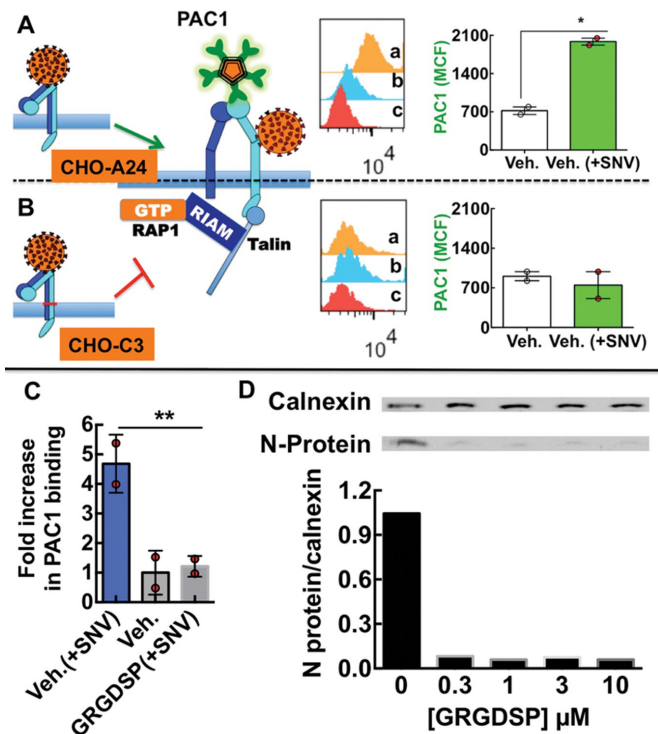 A
PAC1
CHO-A24
GTP
RAP1
RIAM
Talin
a
b
c
10⁴
PAC1 (MCF)
2100
1400
700
0
*
Veh. Veh. (+SNV)
B
CHO-C3
a
b
c
10⁴
PAC1 (MCF)
2100
1400
700
0
Veh. Veh. (+SNV)
C
Fold increase
in PAC1 binding
6
5
4
3
2
1
0
**
Veh.(+SNV)
Veh.
GRGDSP(+SNV)
D
Calnexin
N-Protein
N protein/calnexin
1.2
0.9
0.6
0.3
0.0
0 0.3 1 3 10
[GRGDSP] µM